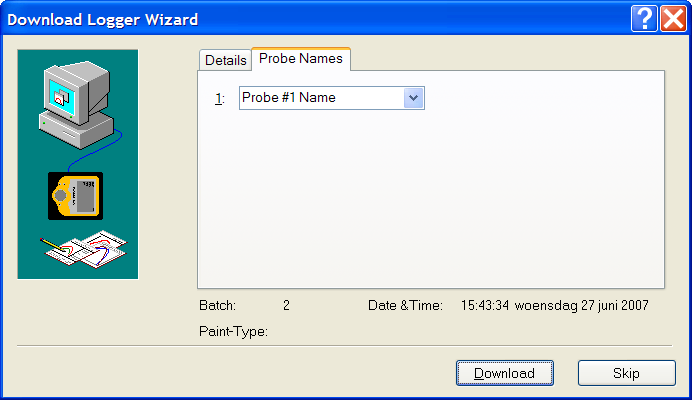 Download Logger Wizard
Details Probe Names
1: Probe #1 Name
Batch: 2 Date &Time: 15:43:34 woensdag 27 juni 2007
Paint-Type:
Download Skip